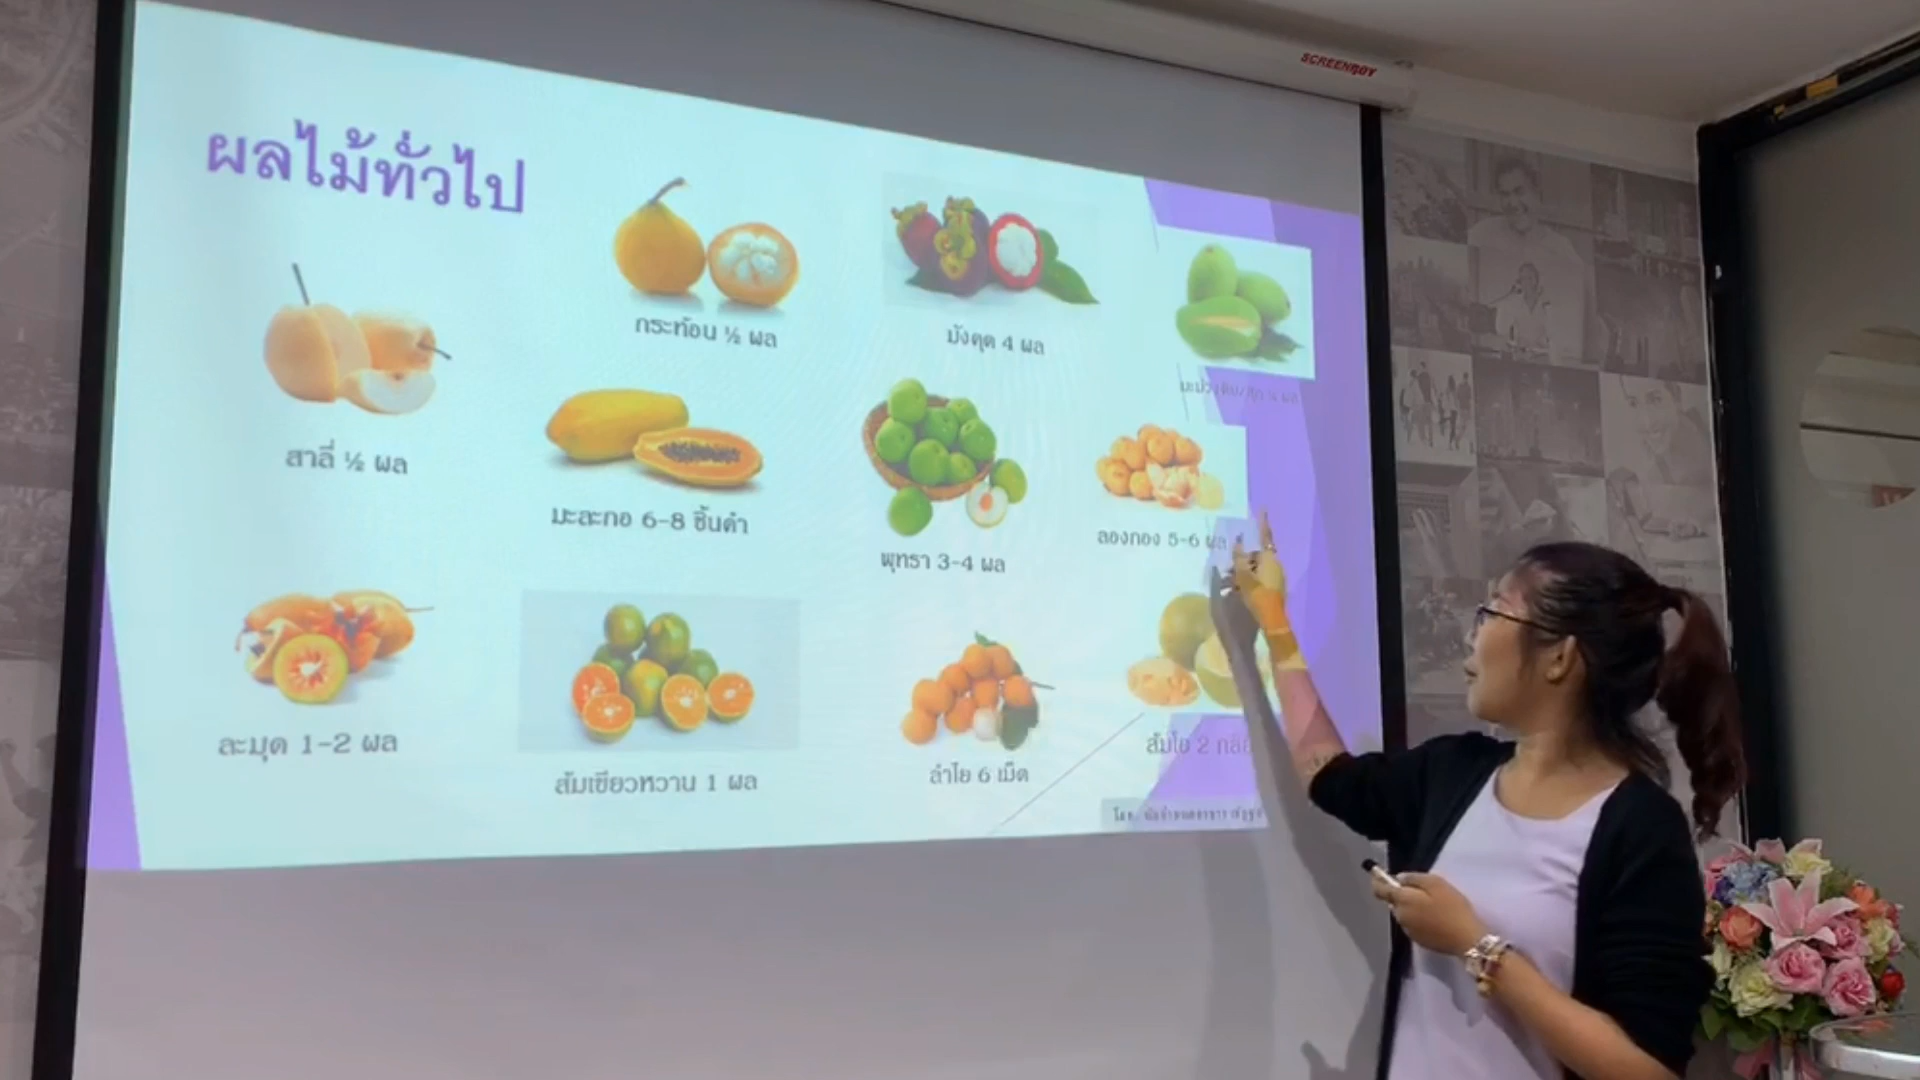 SCREENBOY
ผลไม้ทั่วไป
กระท้อน ½ ผล
มังคุด 4 ผล
สาลี่ ½ ผล
มะละกอ 6-8 ชิ้นคำ
พุทรา 3-4 ผล
ลองกอง 5-6 ผล
ละมุด 1-2 ผล
ส้มเขียวหวาน 1 ผล
ลำไย 6 เม็ด
ส้มโอ 2